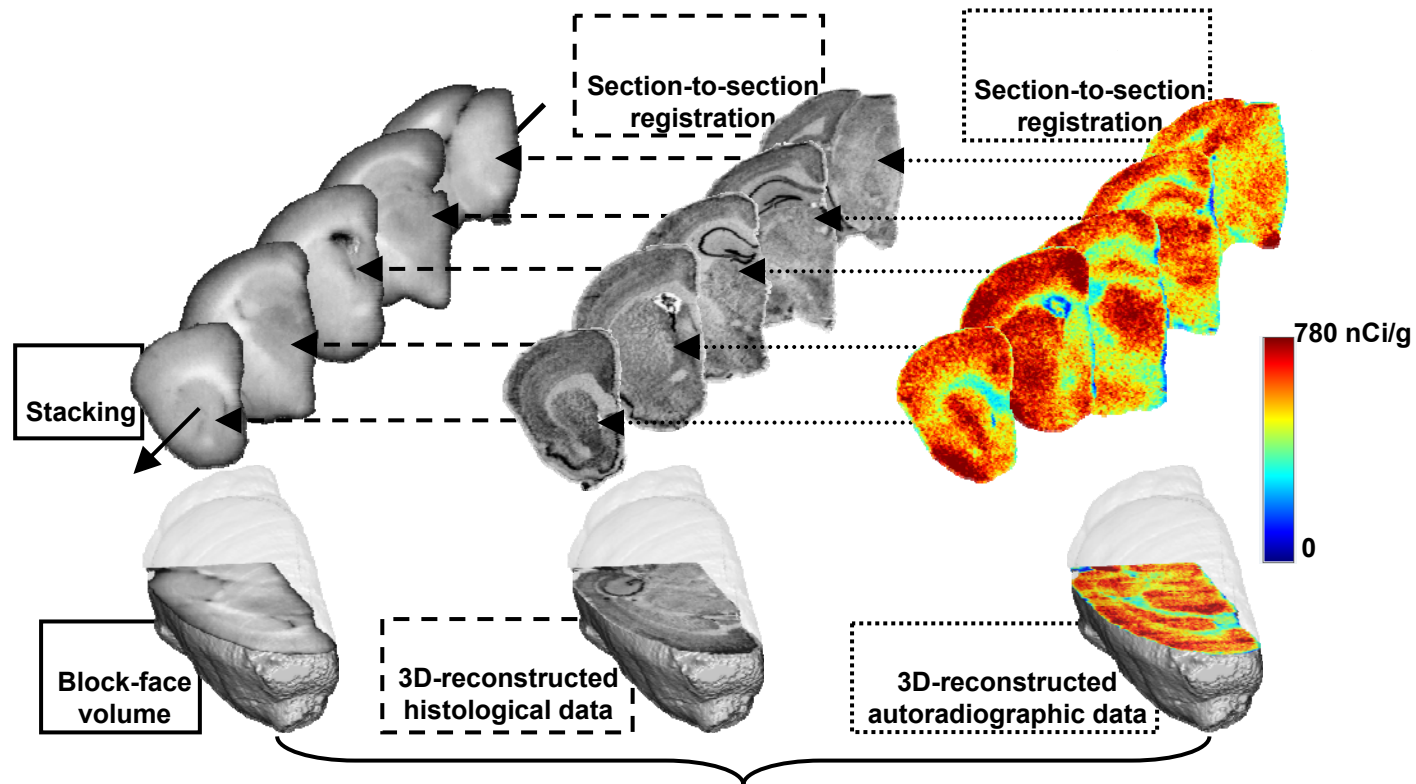 Section-to-section
registration
Section-to-section
registration
780 nCi/g
Stacking
0
Block-face
volume
3D-reconstructed
histological data
3D-reconstructed
autoradiographic data